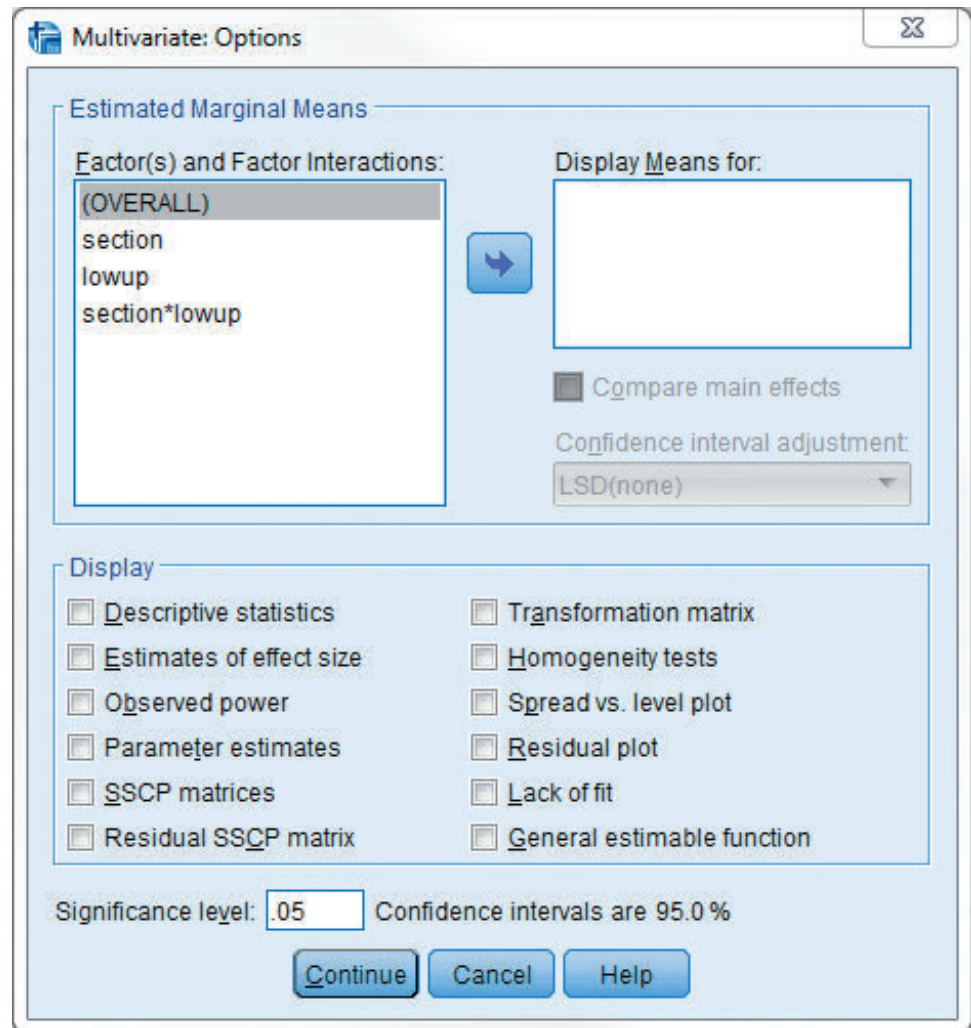 Multivariate: Options
Estimated Marginal Means
Factor(s) and Factor Interactions:
(OVERALL)
section
lowup
section*lowup
Display Means for:
Compare main effects
Confidence interval adjustment:
LSD(none)
Display
Descriptive statistics
Estimates of effect size
Observed power
Parameter estimates
SSCP matrices
Residual SSCP matrix
Transformation matrix
Homogeneity tests
Spread vs. level plot
Residual plot
Lack of fit
General estimable function
Significance level: .05 Confidence intervals are 95.0 %
Continue Cancel Help